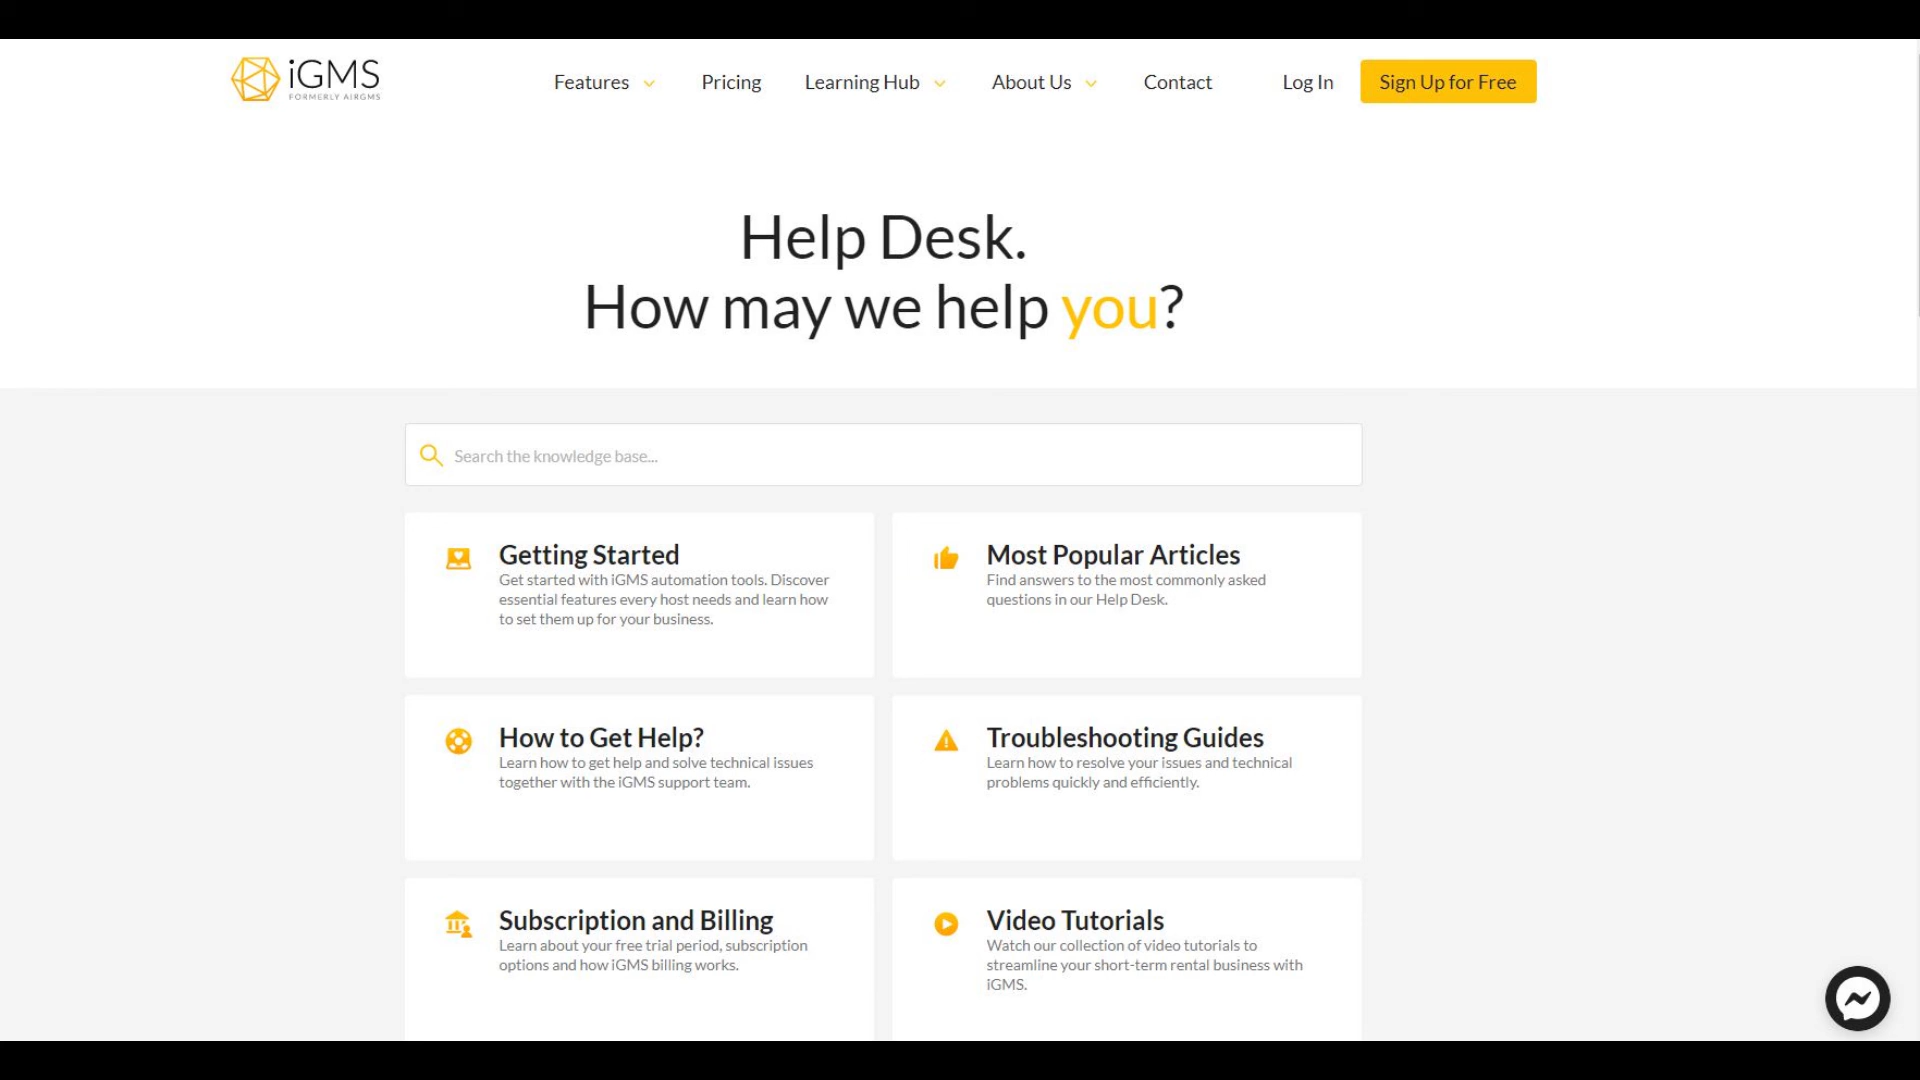 iGMS
FORMERLY AIRGMS
Features
Pricing
Learning Hub
About Us
Contact
Log In
Sign Up for Free
Help Desk.
How may we help you?
Search the knowledge base...
Getting Started
Get started with iGMS automation tools. Discover
essential features every host needs and learn how
to set them up for your business.
Most Popular Articles
Find answers to the most commonly asked
questions in our Help Desk.
How to Get Help?
Learn how to get help and solve technical issues
together with the iGMS support team.
Troubleshooting Guides
Learn how to resolve your issues and technical
problems quickly and efficiently.
Subscription and Billing
Learn about your free trial period, subscription
options and how iGMS billing works.
Video Tutorials
Watch our collection of video tutorials to
streamline your short-term rental business with
iGMS.